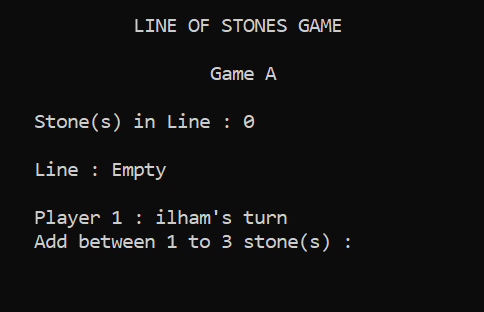 LINE OF STONES GAME
Game A
Stone(s) in Line : 0
Line : Empty
Player 1 : ilham's turn
Add between 1 to 3 stone(s) :